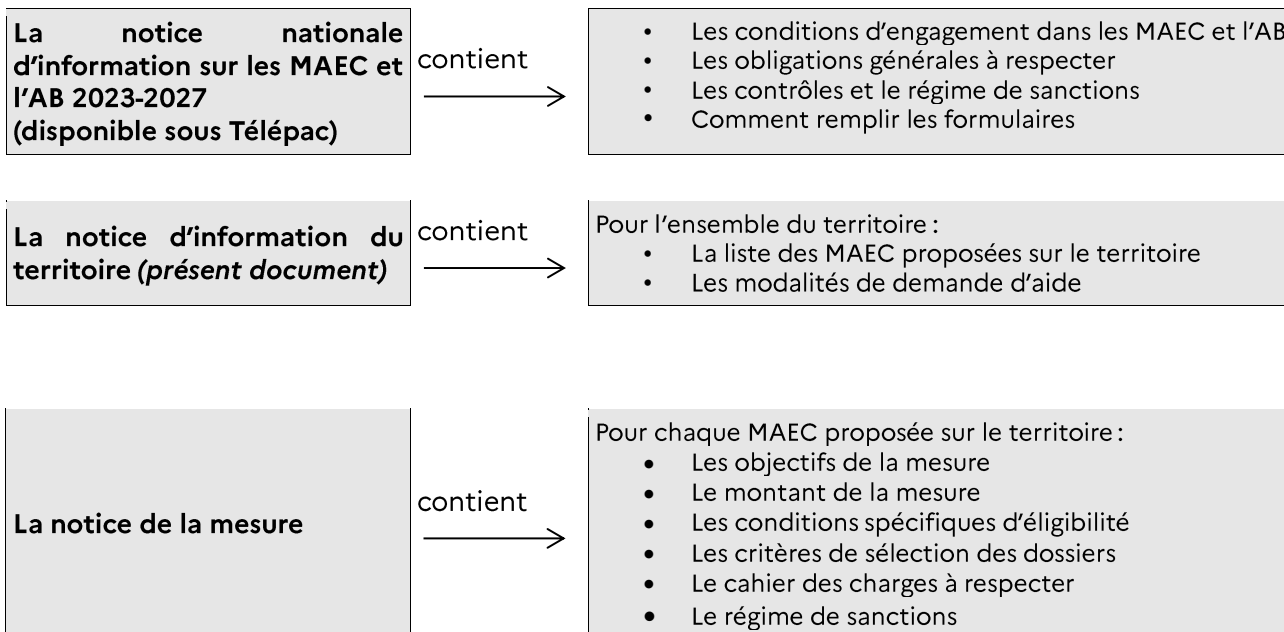 La notice nationale
d'information sur les MAEC et
l'AB 2023-2027
(disponible sous Télépac)
contient
• Les conditions d'engagement dans les MAEC et l'AB
• Les obligations générales à respecter
• Les contrôles et le régime de sanctions
• Comment remplir les formulaires
La notice d'information du
territoire (présent document)
contient
Pour l'ensemble du territoire :
• La liste des MAEC proposées sur le territoire
• Les modalités de demande d'aide
La notice de la mesure
contient
Pour chaque MAEC proposée sur le territoire :
• Les objectifs de la mesure
• Le montant de la mesure
• Les conditions spécifiques d'éligibilité
• Les critères de sélection des dossiers
• Le cahier des charges à respecter
• Le régime de sanctions